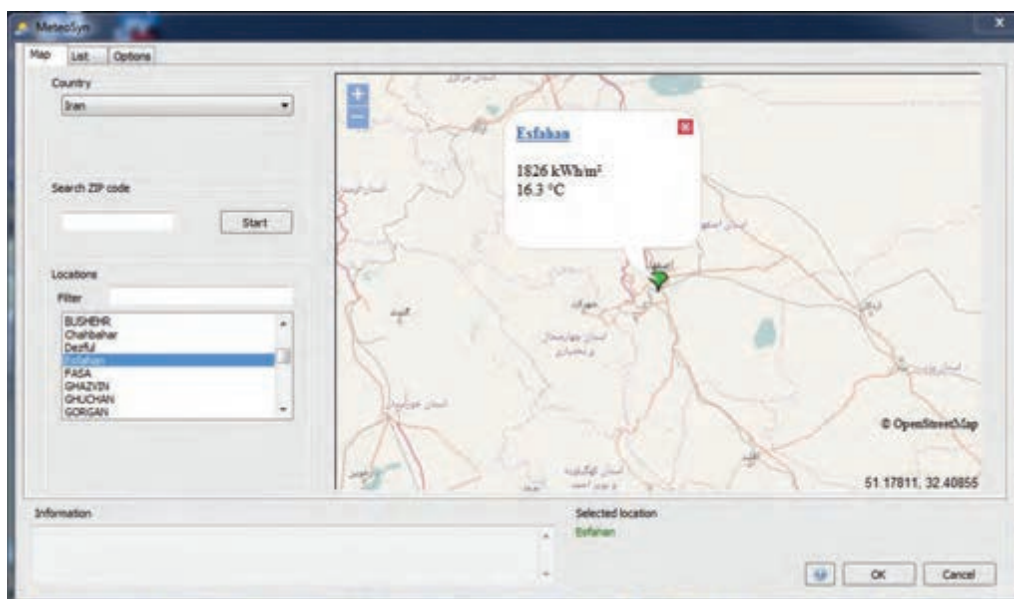 MeteoSyn
Map List Options
Country
Iran
Search ZIP code
Start
Locations
Filter
BUSHEHR
Chahbahar
Dezful
Esfahan
FASA
GHAZVIN
GHUCHAN
GORGAN
Esfahan
1826 kWh/m²
16.3 °C
© OpenStreetMap
51.17811, 32.40855
Information
Selected location
Esfahan
OK
Cancel